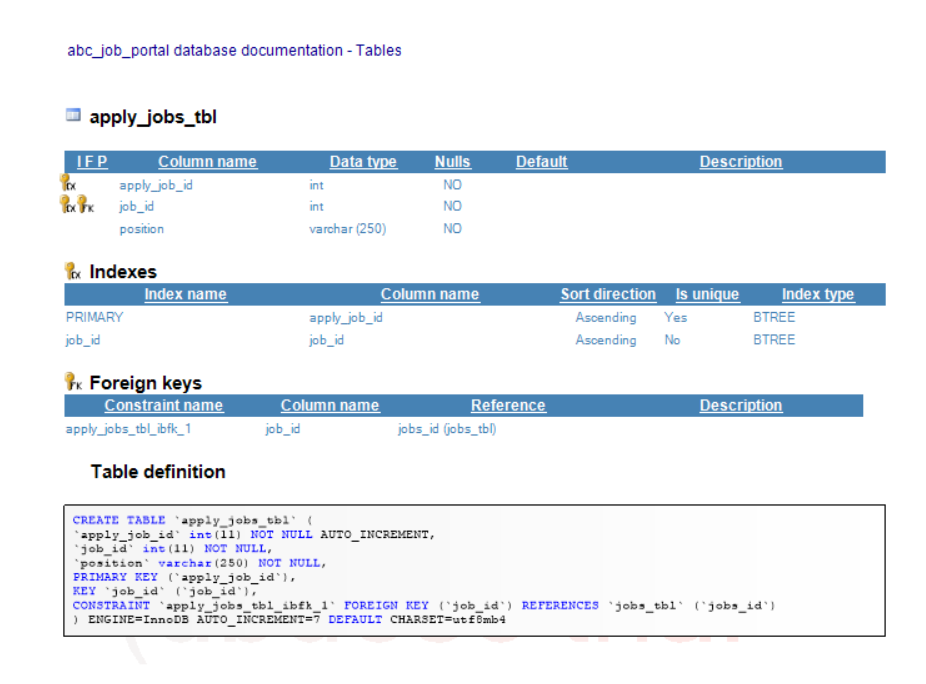 abc_job_portal database documentation - Tables
apply_jobs_tbl
I F P Column name Data type Nulls Default Description
IX apply_job_id int NO
IX FK job_id int NO
position varchar (250) NO
IX Indexes
Index name Column name Sort direction Is unique Index type
PRIMARY apply_job_id Ascending Yes BTREE
job_id job_id Ascending No BTREE
FK Foreign keys
Constraint name Column name Reference Description
apply_jobs_tbl_ibfk_1 job_id jobs_id (jobs_tbl)
Table definition
CREATE TABLE `apply_jobs_tbl` (
`apply_job_id` int(11) NOT NULL AUTO_INCREMENT,
`job_id` int(11) NOT NULL,
`position` varchar(250) NOT NULL,
PRIMARY KEY (`apply_job_id`),
KEY `job_id` (`job_id`),
CONSTRAINT `apply_jobs_tbl_ibfk_1` FOREIGN KEY (`job_id`) REFERENCES `jobs_tbl` (`jobs_id`)
) ENGINE=InnoDB AUTO_INCREMENT=7 DEFAULT CHARSET=utf8mb4